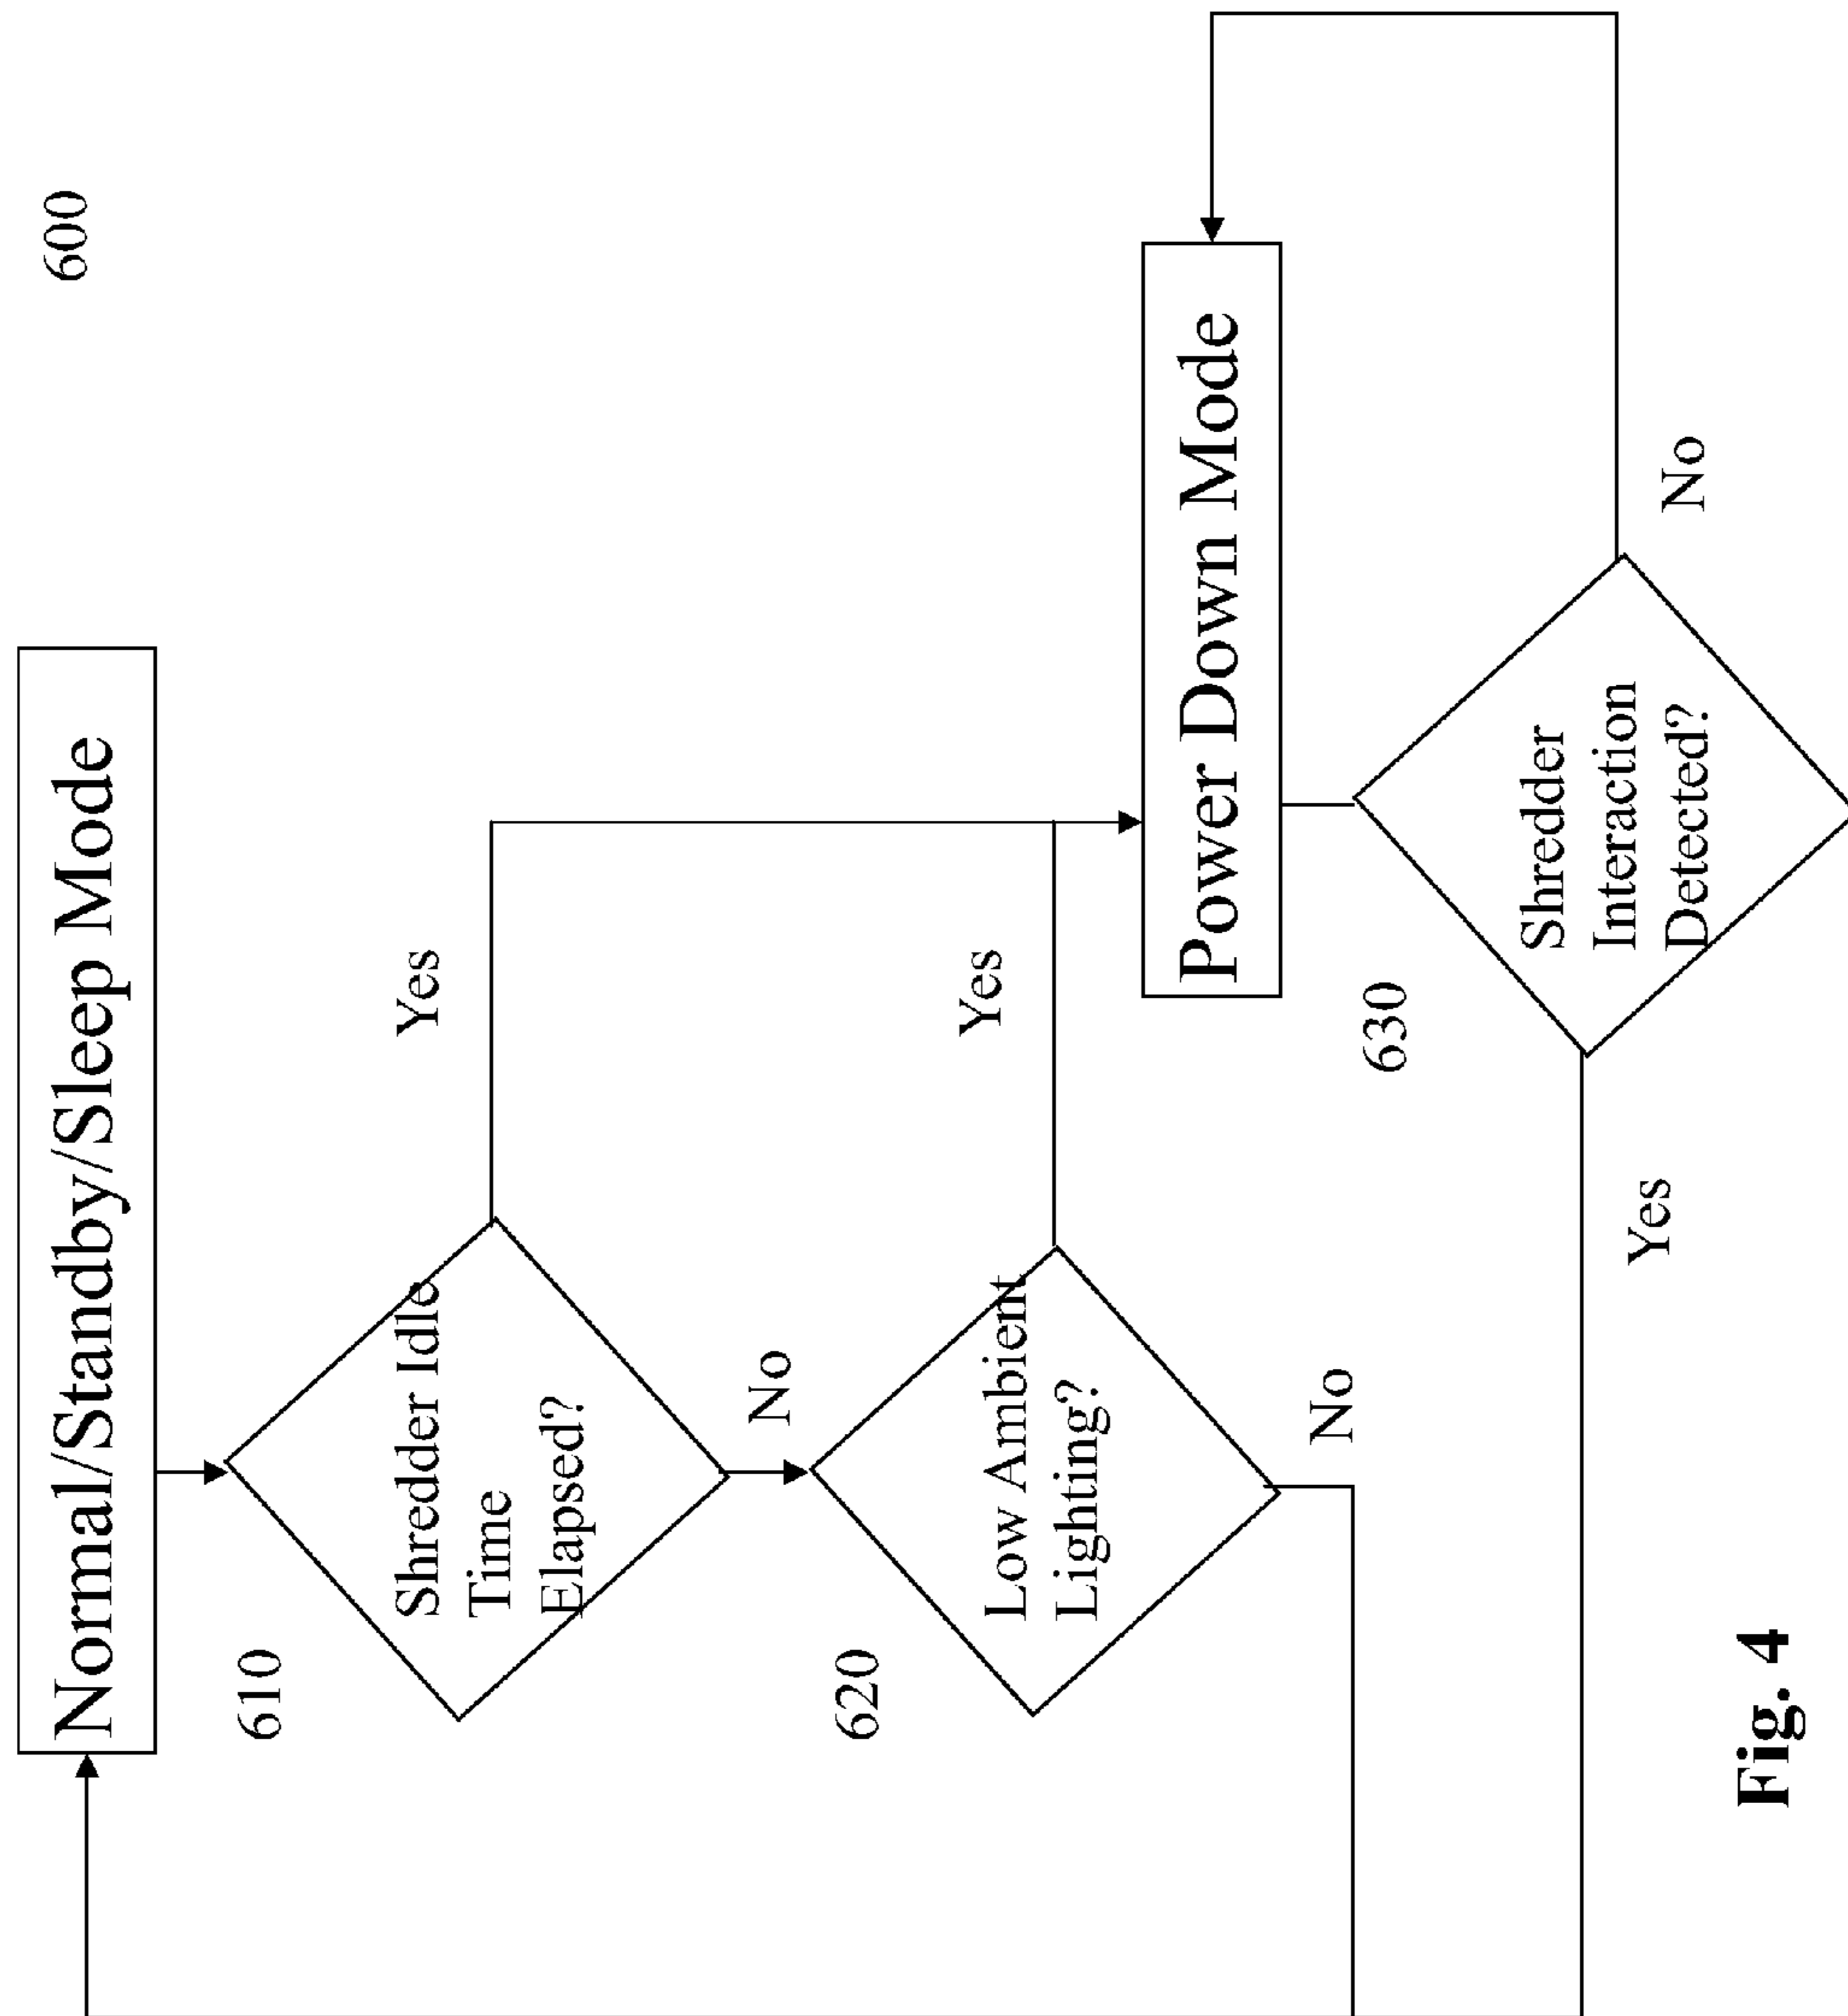 600
Normal/Standby/Sleep Mode
610
Shredder Idle
Time
Elapsed?
Yes
No
620
Low Ambient
Lighting?
Yes
No
Power Down Mode
630
Shredder
Interaction
Detected?
No
Yes
Fig. 4